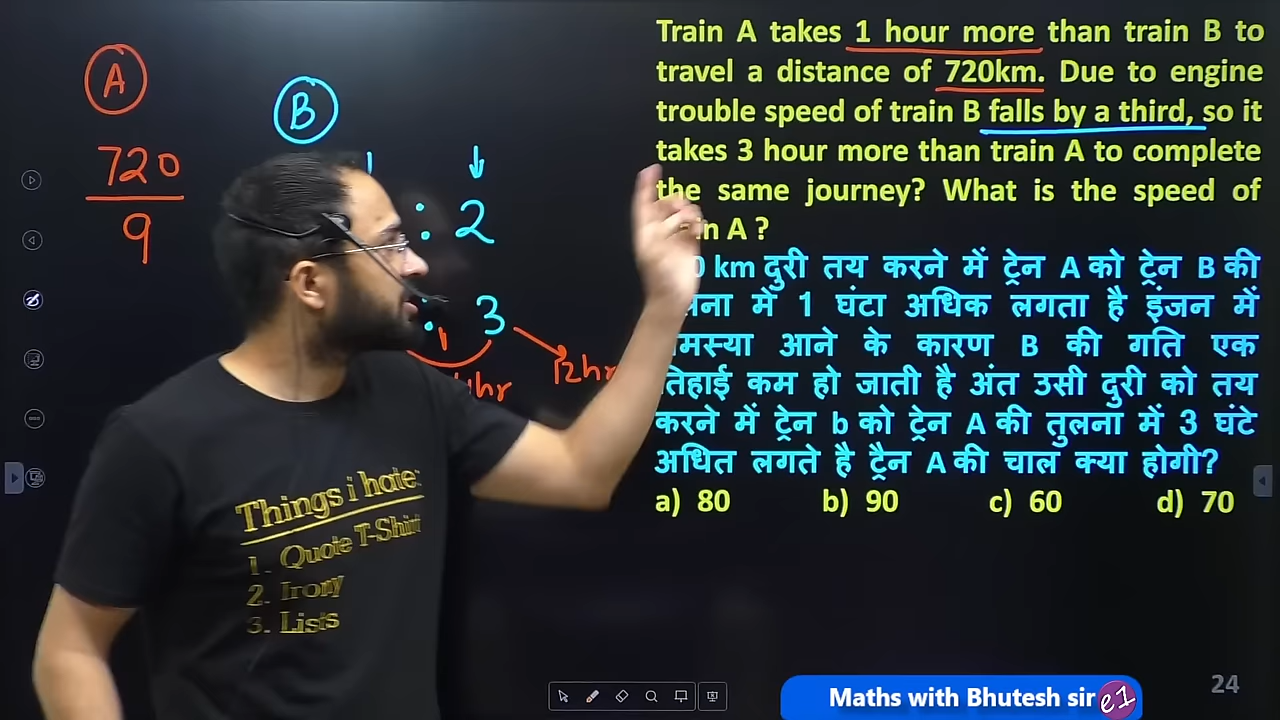 Train A takes 1 hour more than train B to
travel a distance of 720km. Due to engine
trouble speed of train B falls by a third, so it
takes 3 hour more than train A to complete
the same journey? What is the speed of
A ?
km दुरी तय करने में ट्रेन A को ट्रेन B की
में 1 घंटा अधिक लगता है इंजन में
आने के कारण B की गति एक
कम हो जाती है अंत उसी दुरी को तय
करने में ट्रेन b को ट्रेन A की तुलना में 3 घंटे
अधित लगते है ट्रैन A की चाल क्या होगी?
a) 80 b) 90 c) 60 d) 70
A
720
9
B
: 2
: 3
1
12hr
Things i hate:
1. Quote T-Shirt
2. Irony
3. Lists
24
Maths with Bhutesh sir e1